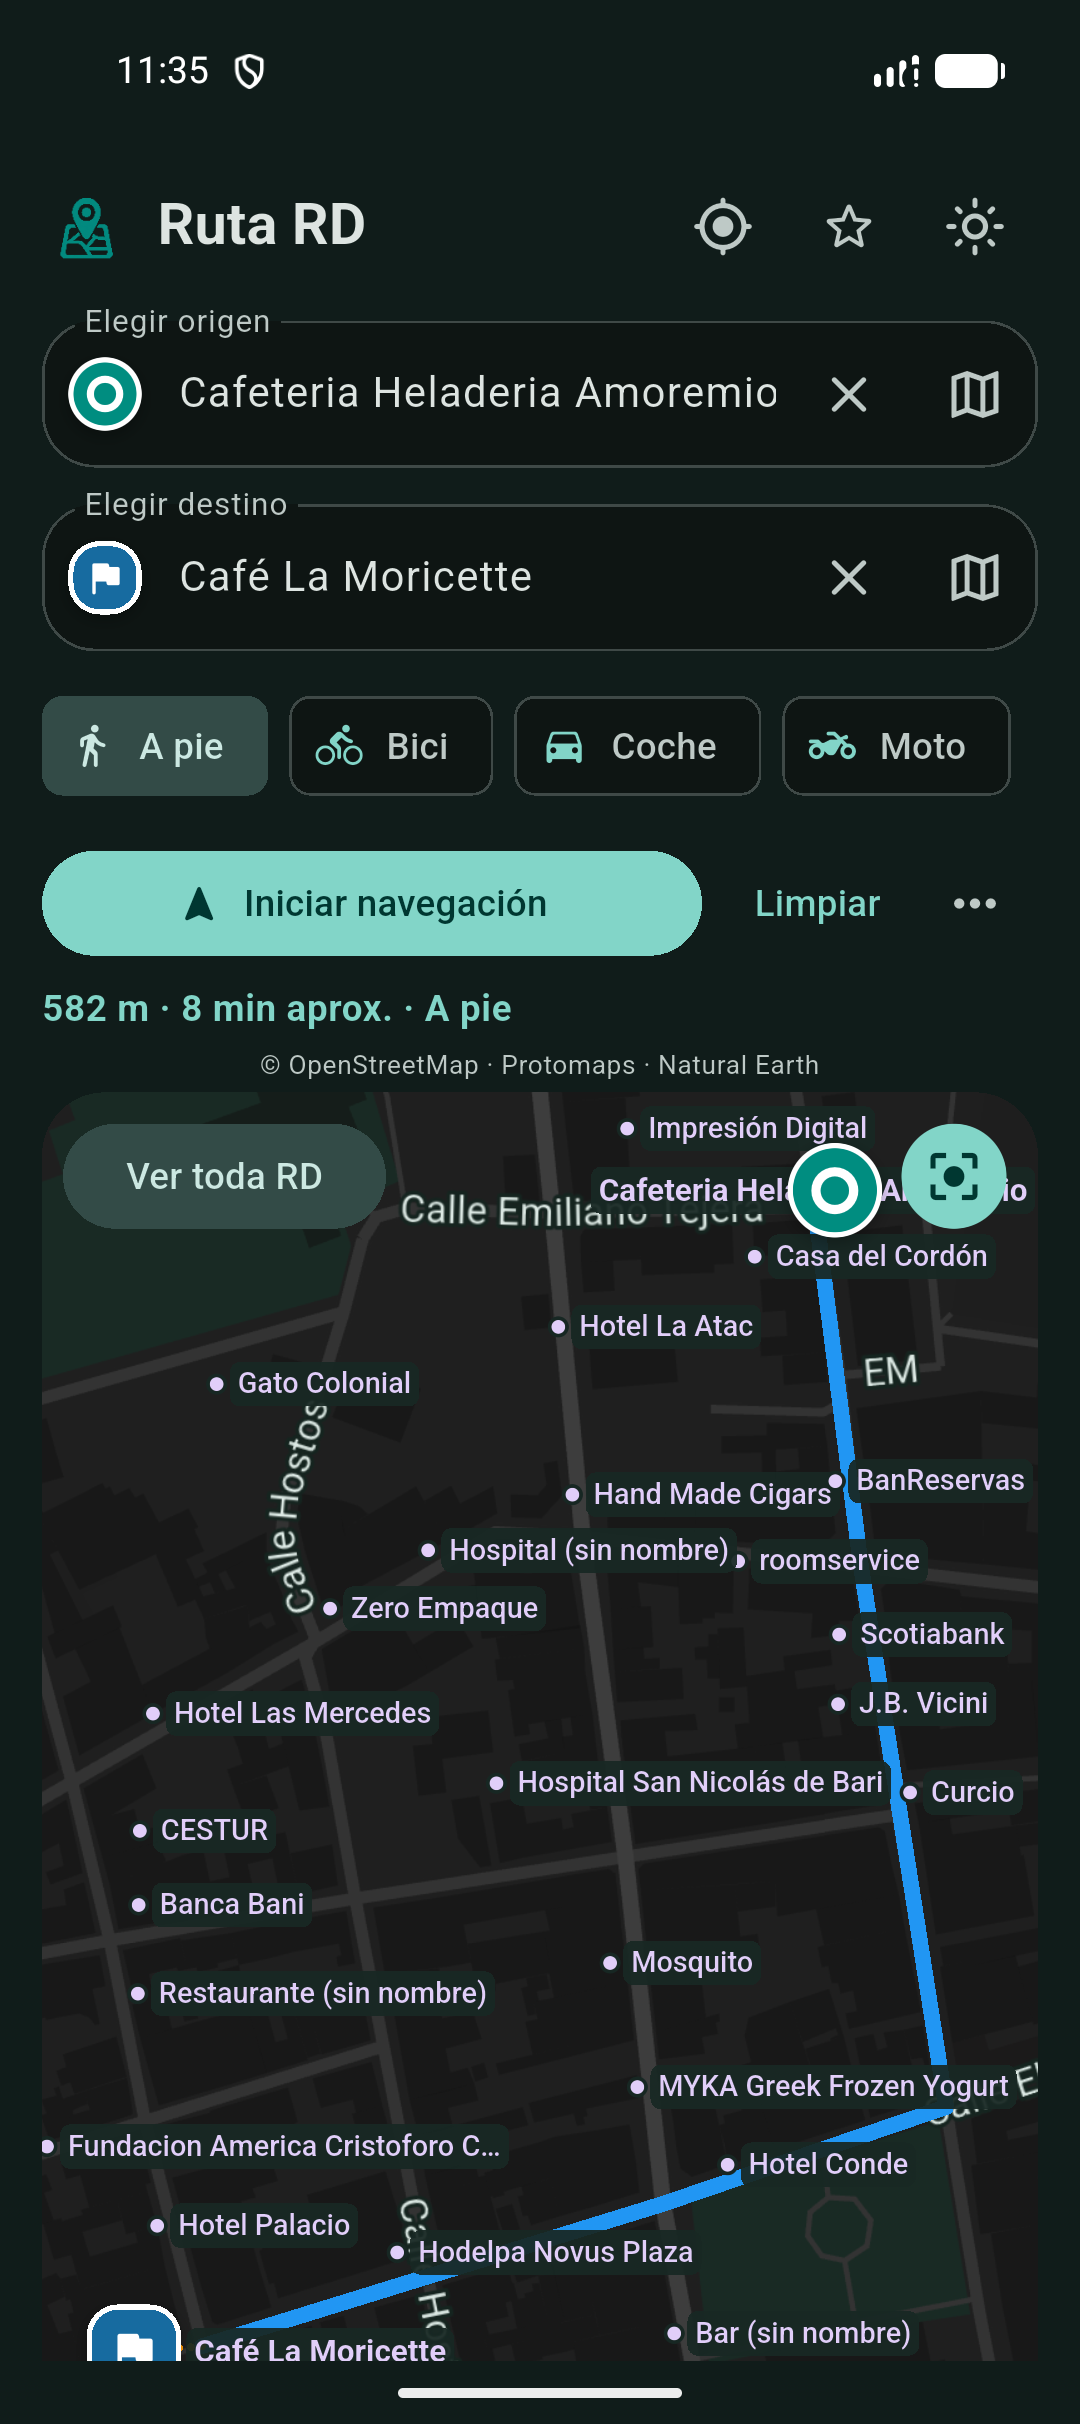 11:35
Ruta RD
Elegir origen
Cafeteria Heladeria Amoremio
Elegir destino
Café La Moricette
A pie
Bici
Coche
Moto
Iniciar navegación
Limpiar
582 m · 8 min aprox. · A pie
© OpenStreetMap · Protomaps · Natural Earth
Ver toda RD
Impresión Digital
Cafeteria
Calle Emiliano Tejera
Casa del Cordón
Hotel La Atac
EM
Gato Colonial
Calle Hostos
Hand Made Cigars
BanReservas
Hospital (sin nombre)
roomservice
Zero Empaque
Scotiabank
J.B. Vicini
Hotel Las Mercedes
Hospital San Nicolás de Bari
Curcio
CESTUR
Banca Bani
Mosquito
Restaurante (sin nombre)
MYKA Greek Frozen Yogurt
Fundacion America Cristoforo C...
Hotel Conde
Hotel Palacio
Hodelpa Novus Plaza
Bar (sin nombre)
Café La Moricette